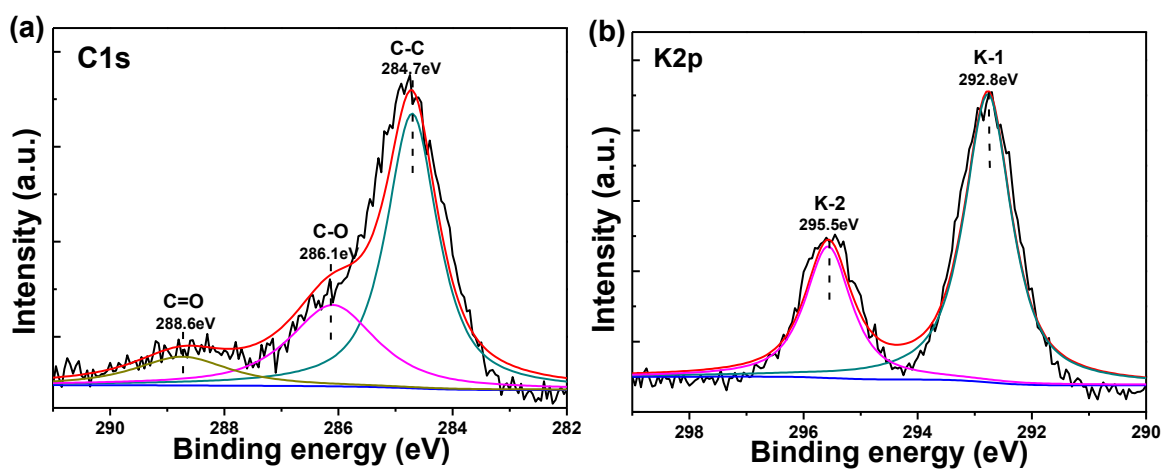 (a)
C1s
C-C
284.7eV
C-O
286.1eV
C=O
288.6eV
Intensity (a.u.)
290
288
286
284
282
Binding energy (eV)
(b)
K2p
K-1
292.8eV
K-2
295.5eV
Intensity (a.u.)
298
296
294
292
290
Binding energy (eV)